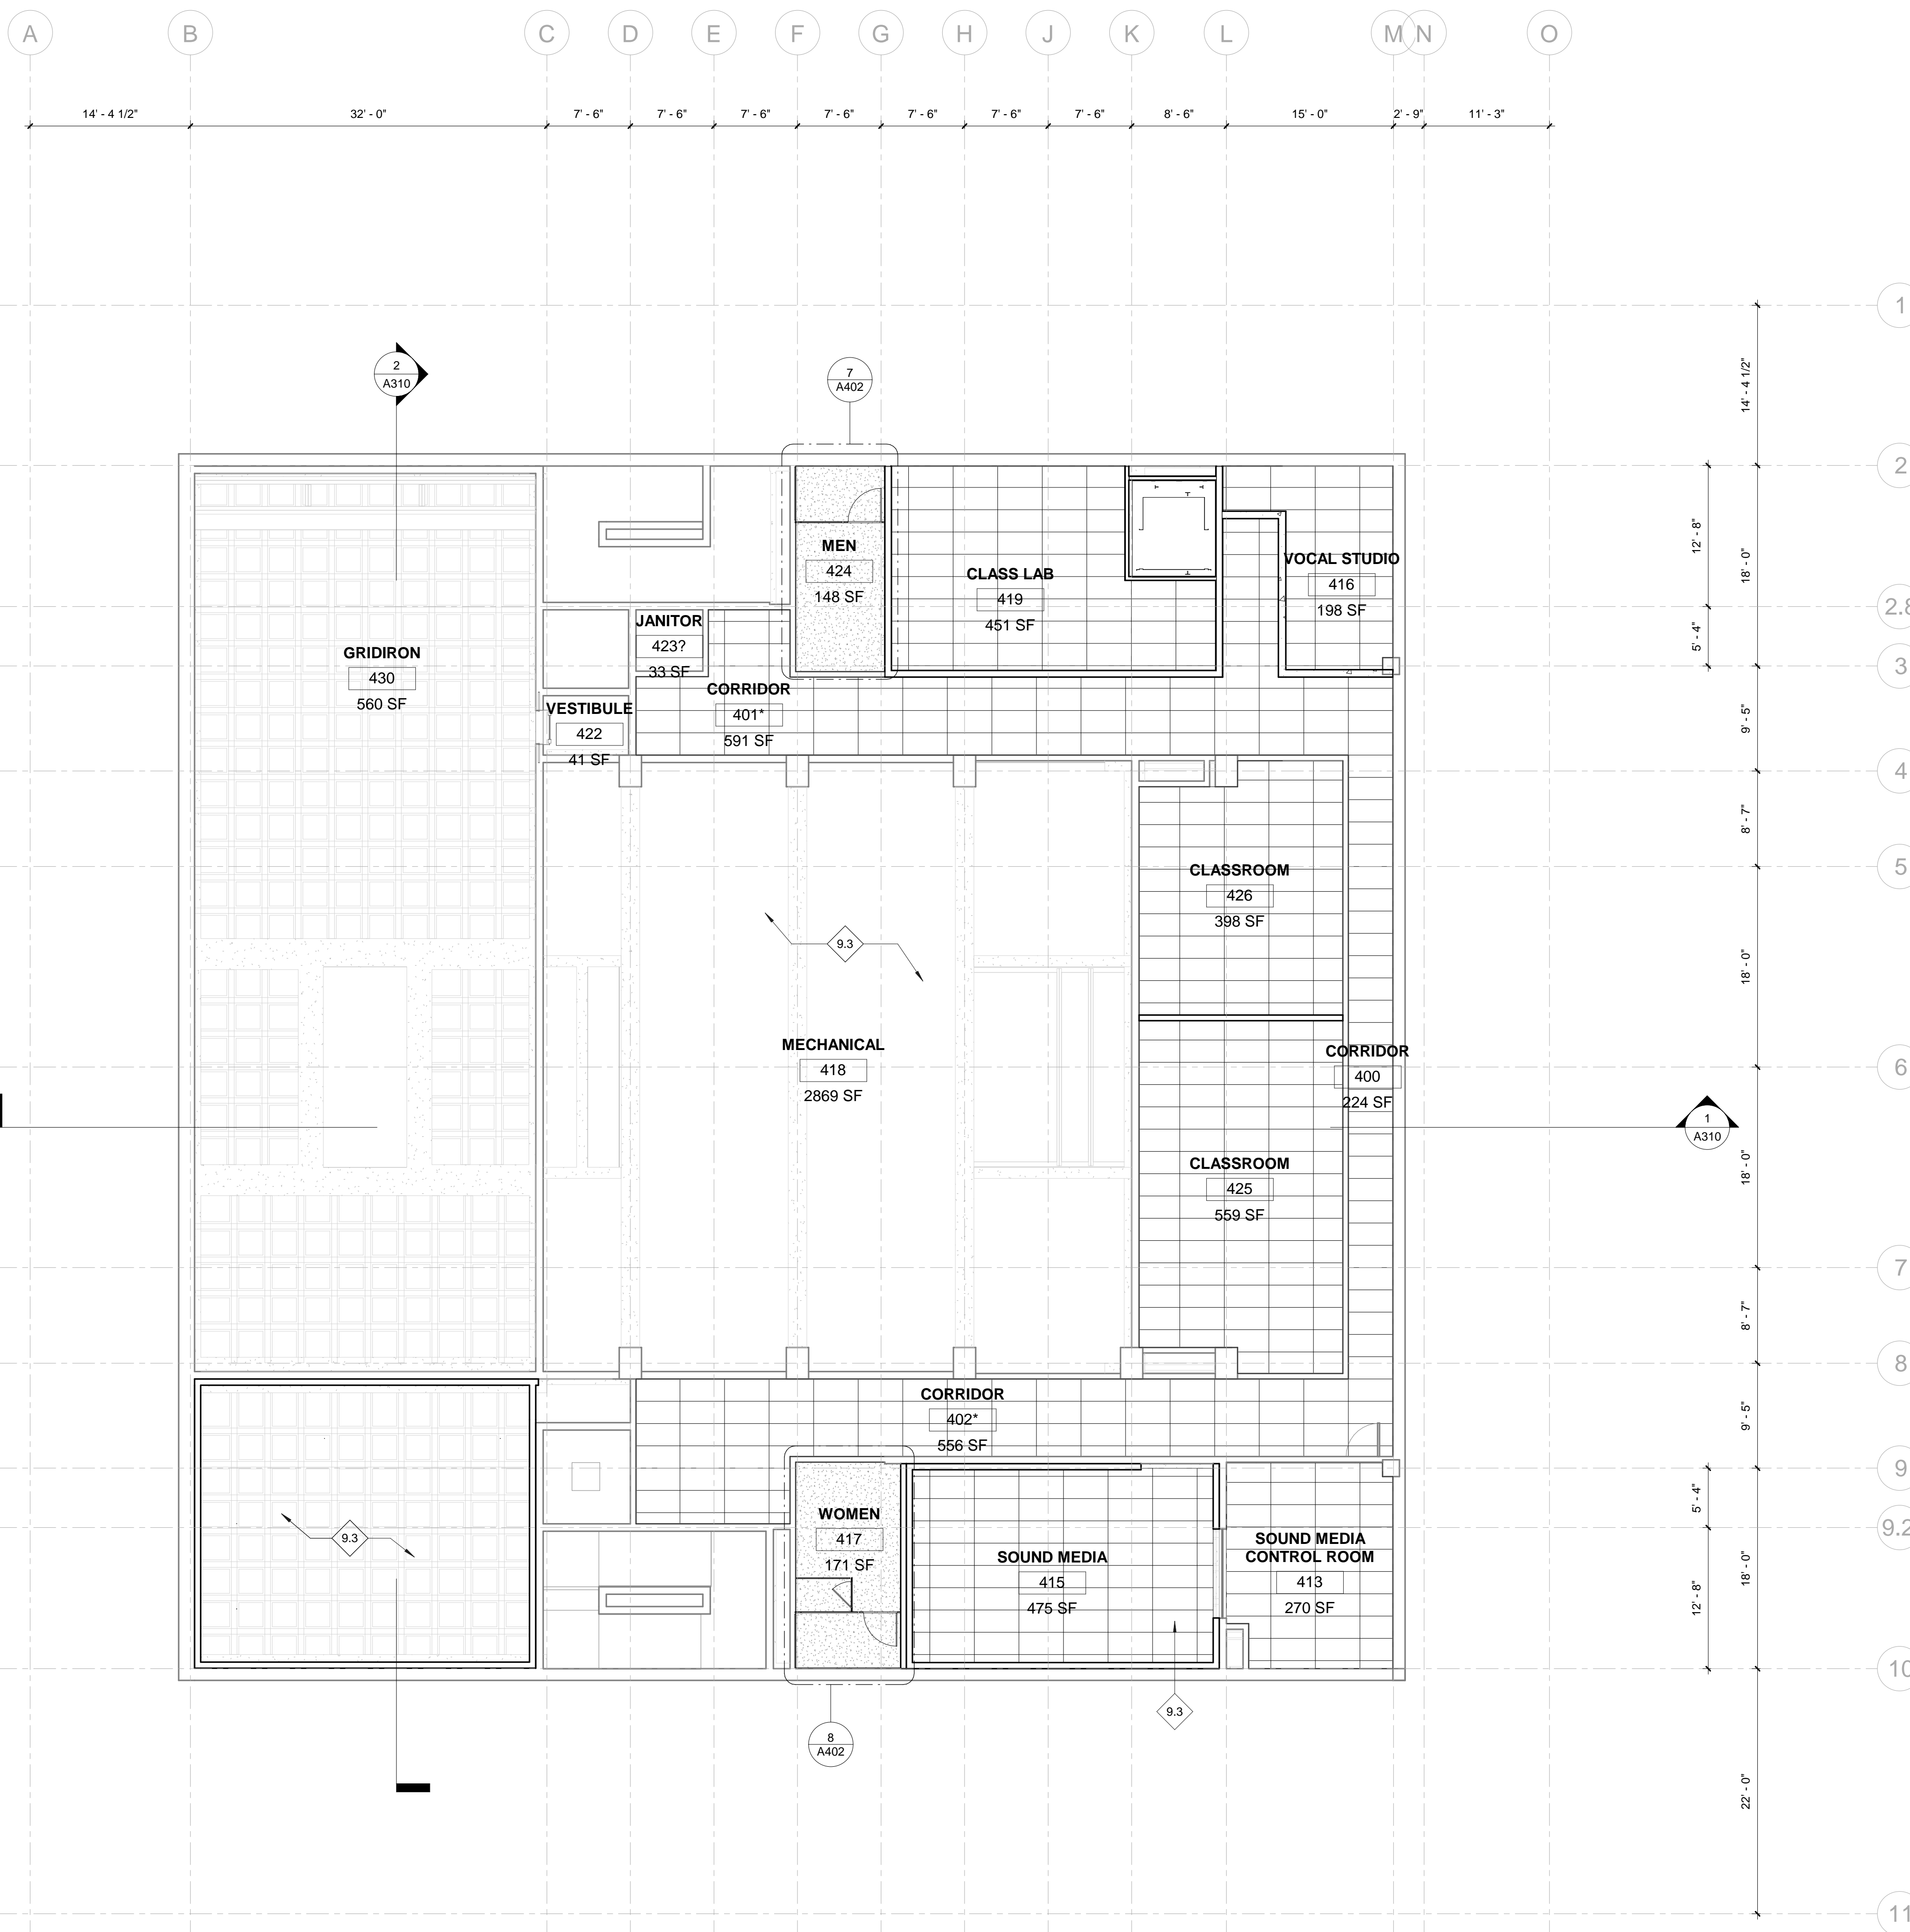 A B C D E F G H J K L M N O
14' - 4 1/2" 32' - 0" 7' - 6" 7' - 6" 7' - 6" 7' - 6" 7' - 6" 7' - 6" 7' - 6" 8' - 6" 15' - 0" 2' - 9" 11' - 3"
1
14' - 4 1/2"
2
A310
7
A402
2
12' - 8"
18' - 0"
MEN
424
148 SF
CLASS LAB
419
451 SF
VOCAL STUDIO
416
198 SF
2.8
5' - 4"
JANITOR
423?
33 SF
GRIDIRON
430
560 SF
3
CORRIDOR
401*
591 SF
VESTIBULE
422
41 SF
9' - 5"
4
8' - 7"
5
CLASSROOM
426
398 SF
9.3
18' - 0"
MECHANICAL
418
2869 SF
CORRIDOR
400
224 SF
6
1
A310
18' - 0"
CLASSROOM
425
559 SF
7
8' - 7"
8
CORRIDOR
402*
556 SF
9' - 5"
9
5' - 4"
WOMEN
417
171 SF
9.3
SOUND MEDIA
415
475 SF
SOUND MEDIA
CONTROL ROOM
413
270 SF
9.2
18' - 0"
12' - 8"
10
9.3
8
A402
22' - 0"
11